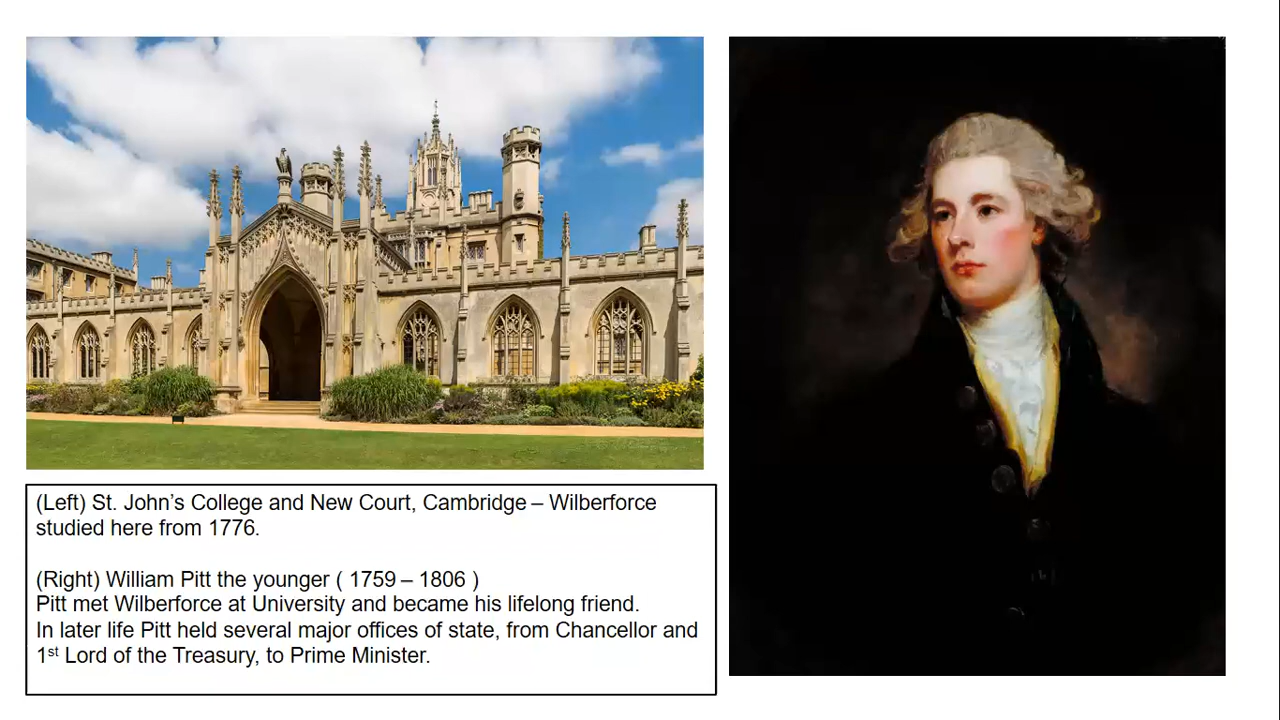 (Left) St. John’s College and New Court, Cambridge – Wilberforce
studied here from 1776.
(Right) William Pitt the younger ( 1759 – 1806 )
Pitt met Wilberforce at University and became his lifelong friend.
In later life Pitt held several major offices of state, from Chancellor and
1st Lord of the Treasury, to Prime Minister.